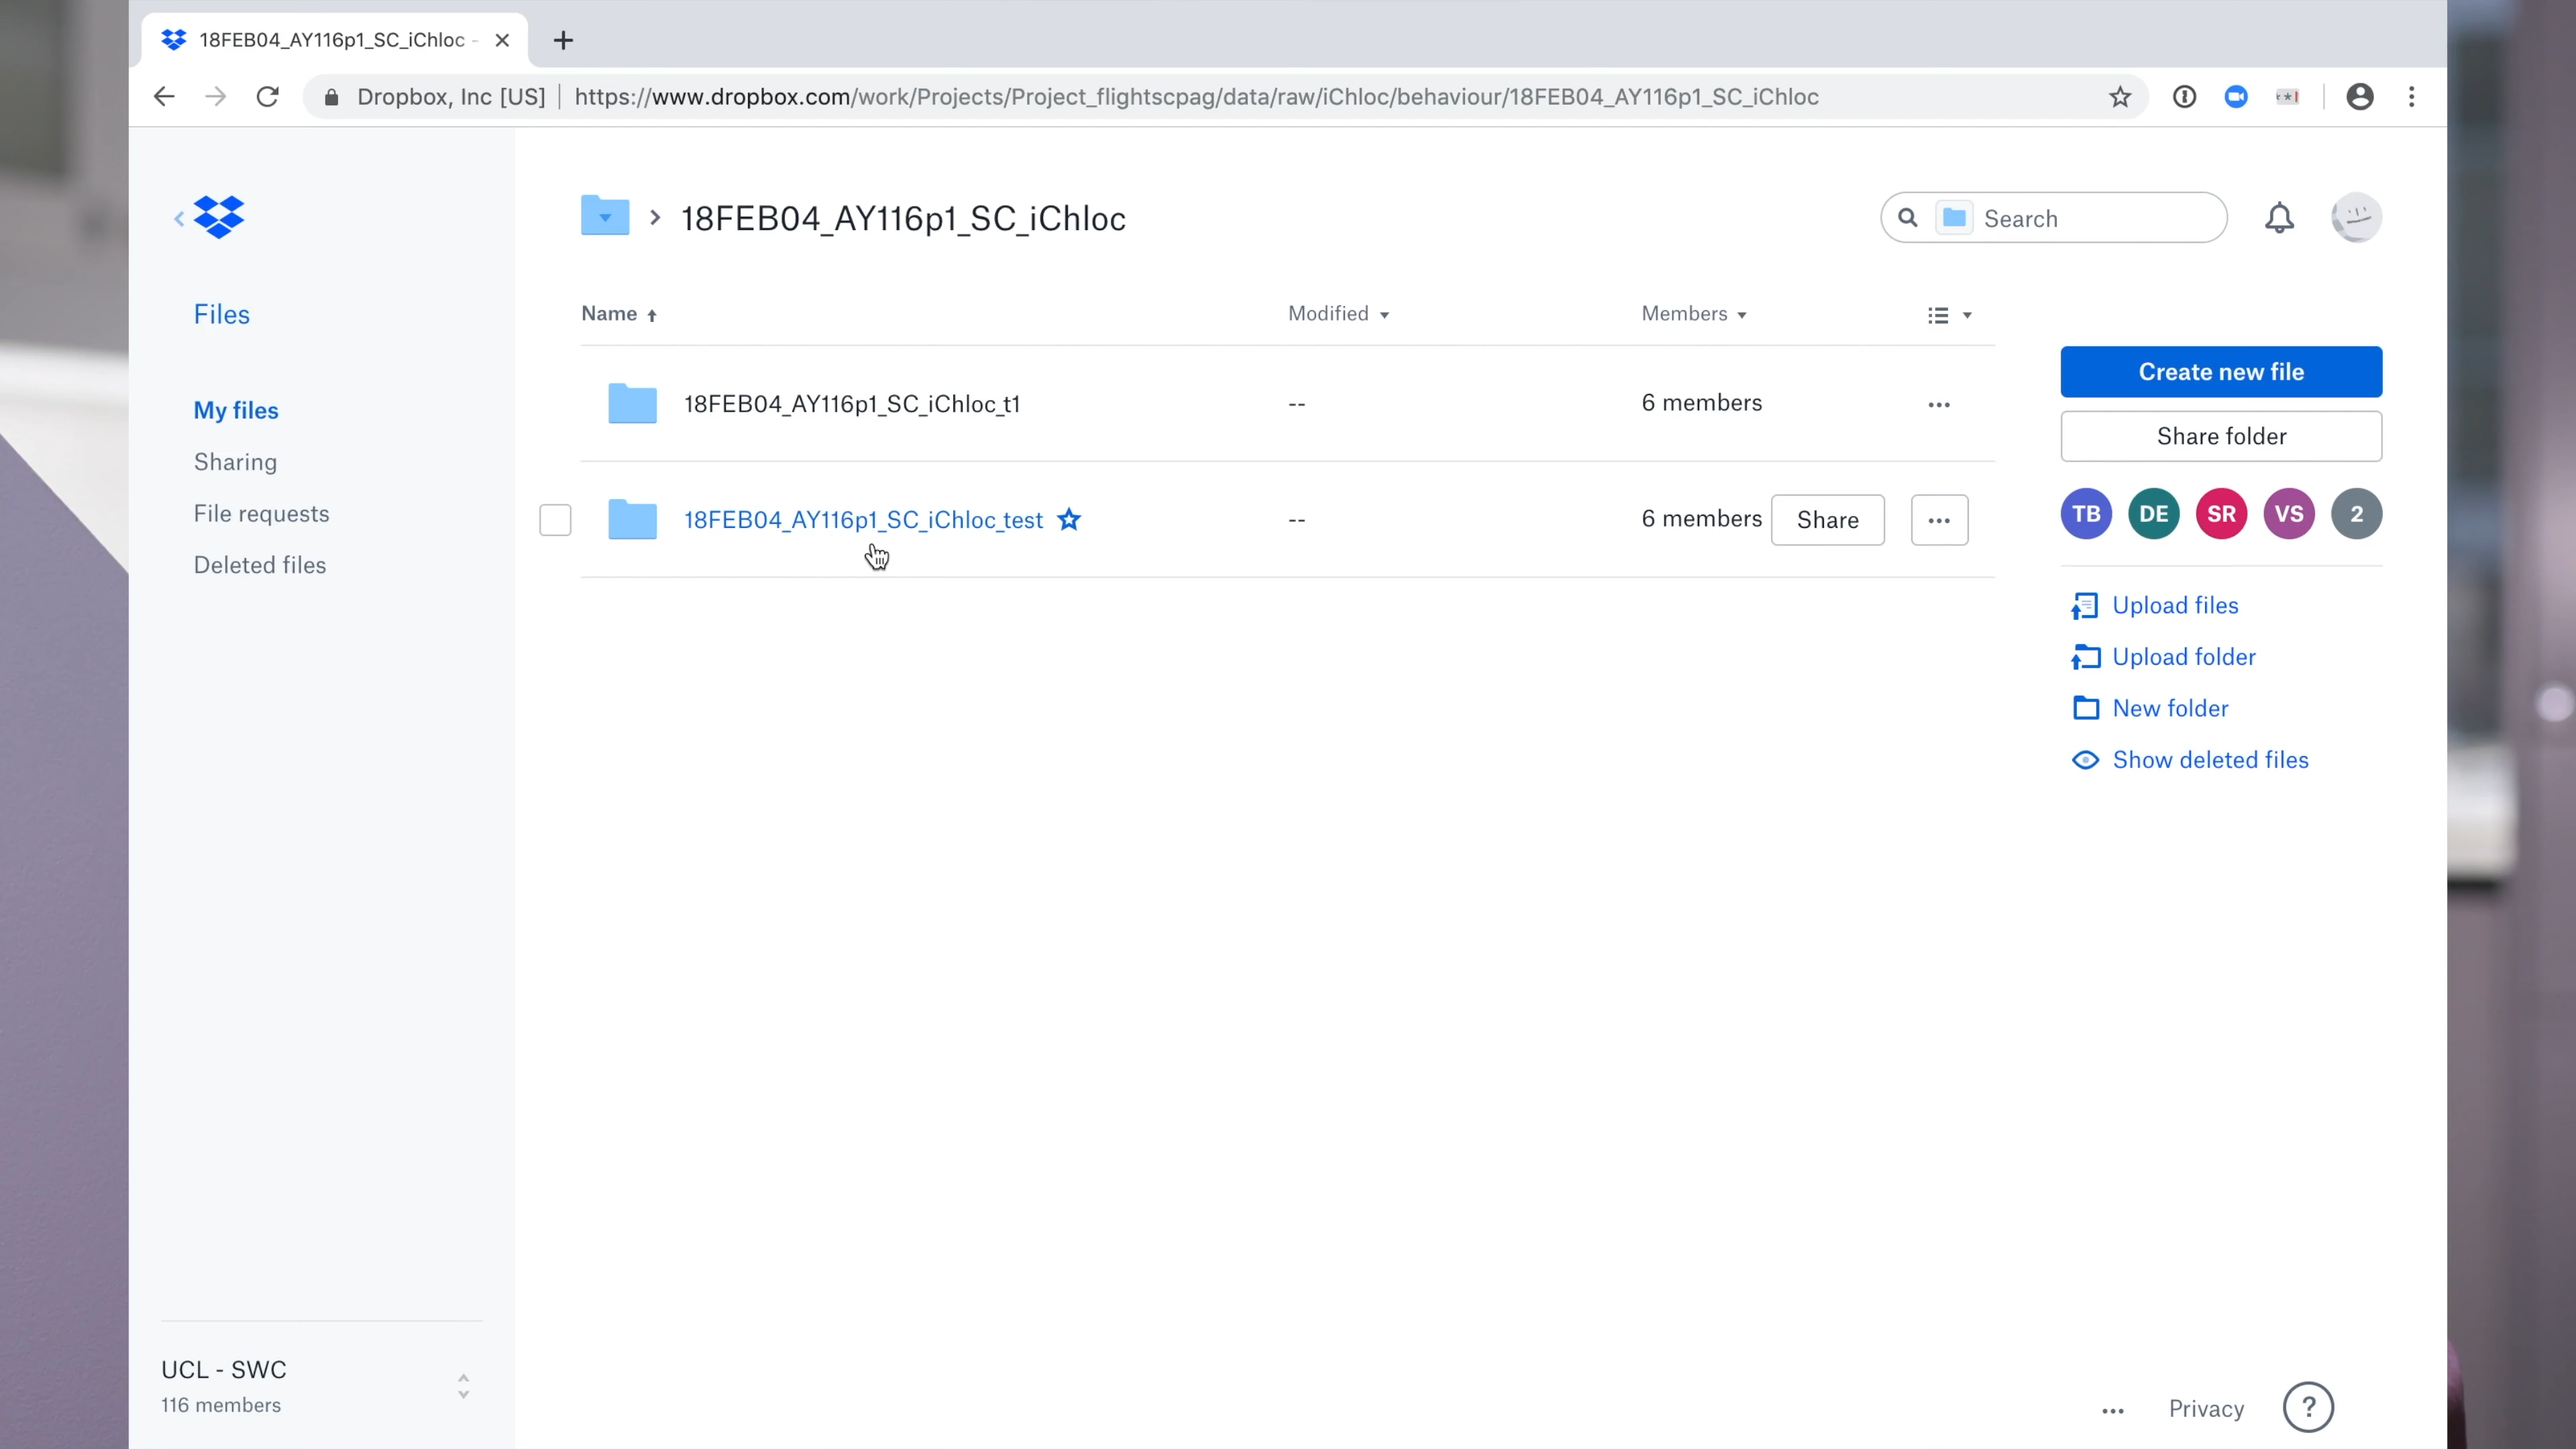 18FEB04_AY116p1_SC_iChloc -
Dropbox, Inc [US] | https://www.dropbox.com/work/Projects/Project_flightscpag/data/raw/iChloc/behaviour/18FEB04_AY116p1_SC_iChloc
18FEB04_AY116p1_SC_iChloc
Search
Files
Name
Modified
Members
My files
Sharing
File requests
Deleted files
18FEB04_AY116p1_SC_iChloc_t1
--
6 members
...
18FEB04_AY116p1_SC_iChloc_test
--
6 members
Share
...
Create new file
Share folder
TB DE SR VS 2
Upload files
Upload folder
New folder
Show deleted files
UCL - SWC
116 members
...
Privacy
?